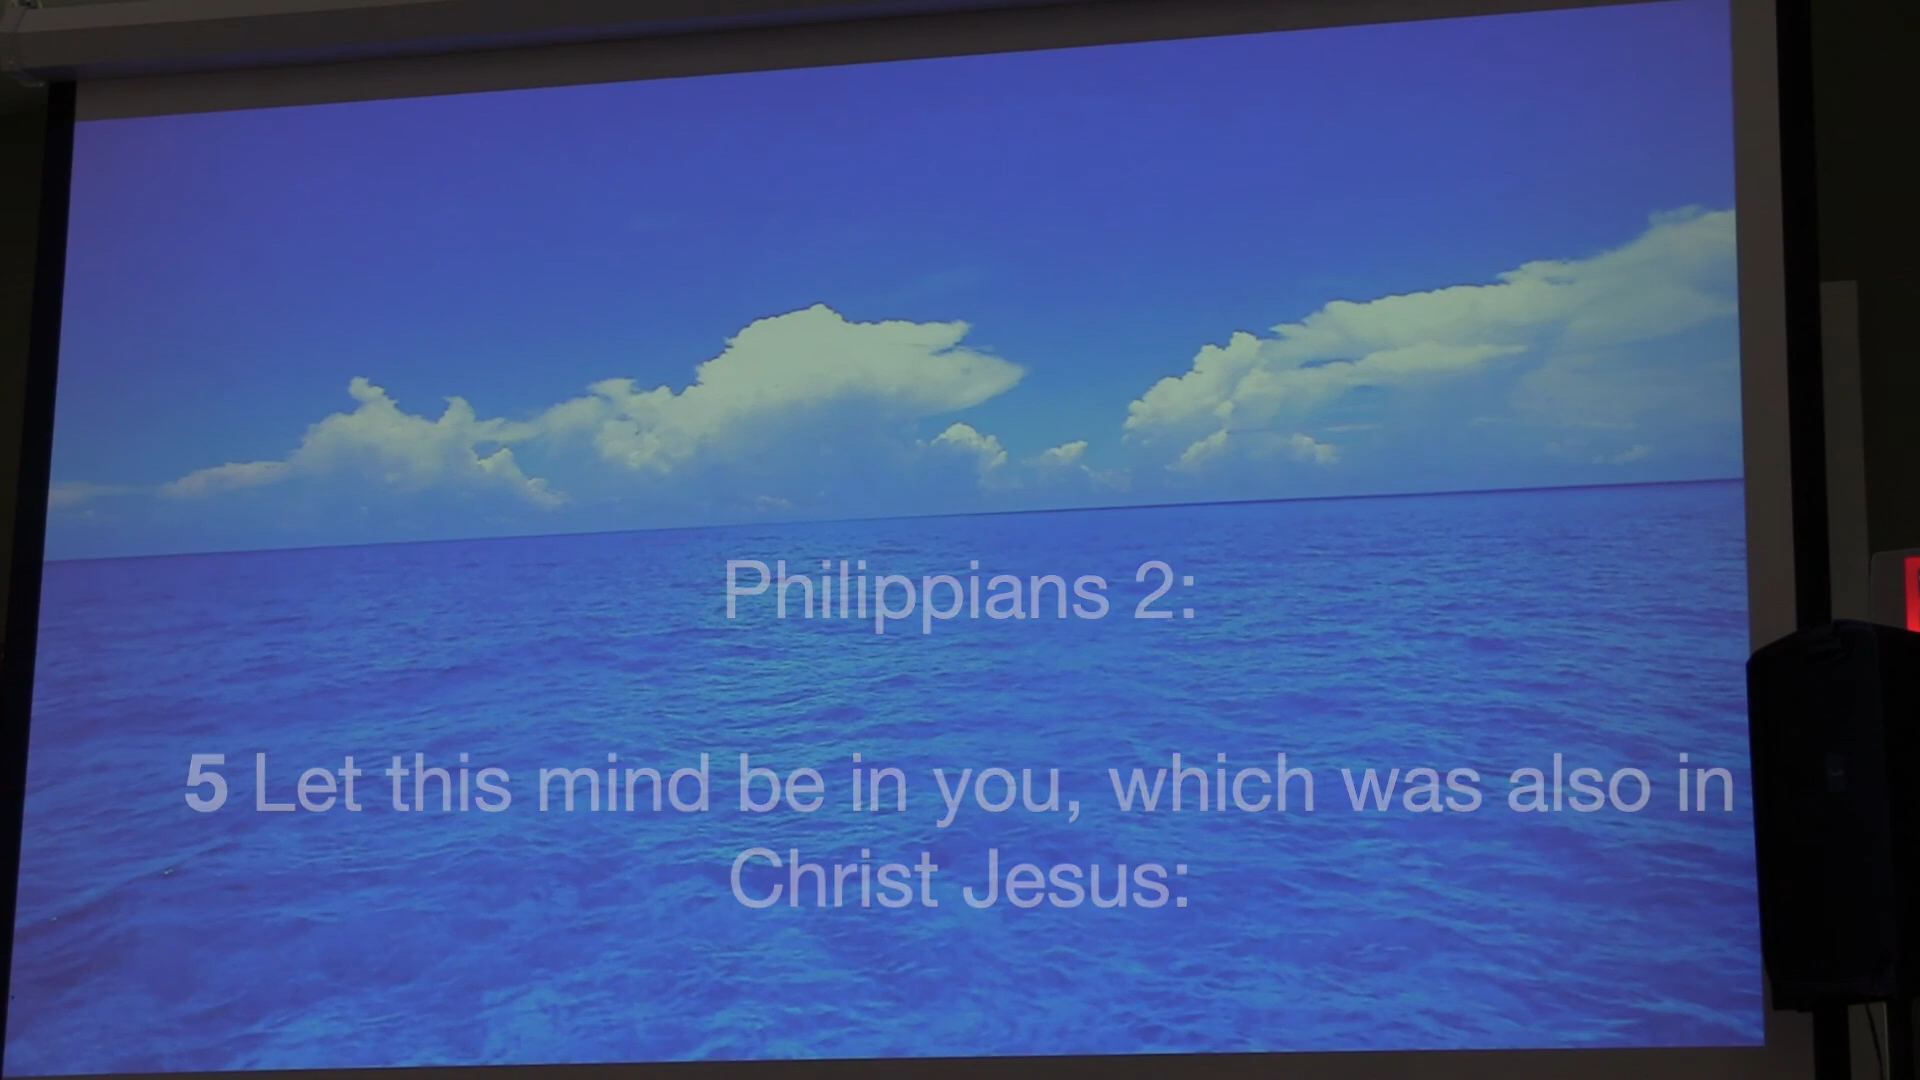 Philippians 2:
5 Let this mind be in you, which was also in
Christ Jesus: